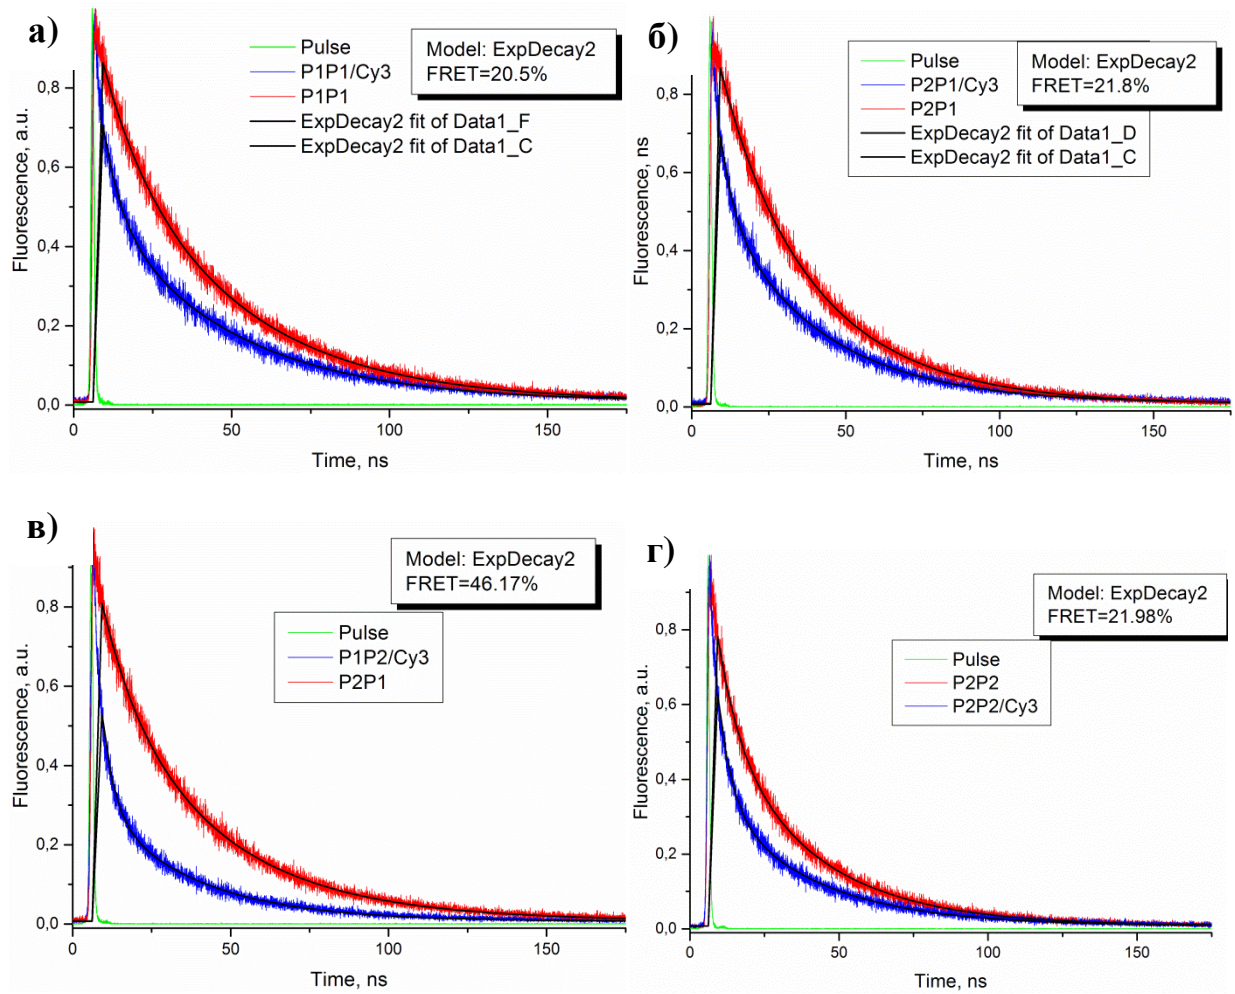 а)
Pulse
P1P1/Cy3
P1P1
ExpDecay2 fit of Data1_F
ExpDecay2 fit of Data1_C
Model: ExpDecay2
FRET=20.5%
Fluorescence, a.u.
0,8
0,6
0,4
0,2
0,0
0
50
100
150
Time, ns
б)
Pulse
P2P1/Cy3
P2P1
ExpDecay2 fit of Data1_D
ExpDecay2 fit of Data1_C
Model: ExpDecay2
FRET=21.8%
Fluorescence, ns
0,8
0,6
0,4
0,2
0,0
0
50
100
150
Time, ns
в)
Model: ExpDecay2
FRET=46.17%
Pulse
P1P2/Cy3
P2P1
Fluorescence, a.u.
0,8
0,6
0,4
0,2
0,0
0
50
100
150
Time, ns
г)
Model: ExpDecay2
FRET=21.98%
Pulse
P2P2
P2P2/Cy3
Fluorescence, a.u.
0,8
0,6
0,4
0,2
0,0
0
50
100
150
Time, ns